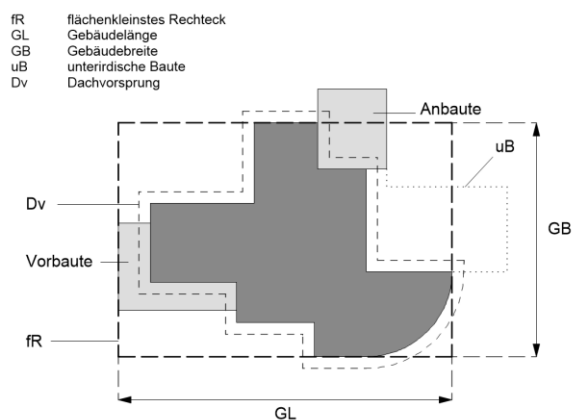 fR flächenkleinstes Rechteck
GL Gebäudelänge
GB Gebäudebreite
uB unterirdische Baute
Dv Dachvorsprung
Anbaute
uB
Dv
GB
Vorbaute
fR
GL